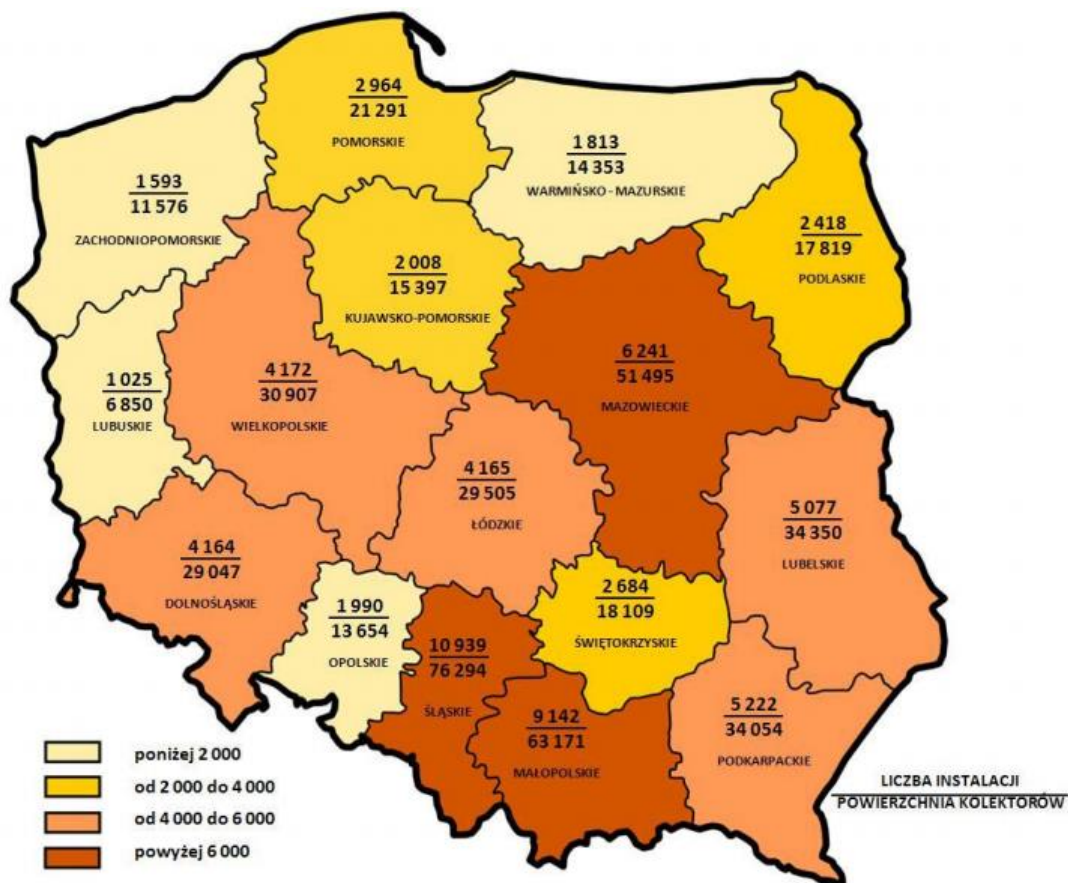 2 964
21 291
POMORSKIE
1 813
14 353
WARMIŃSKO - MAZURSKIE
1 593
11 576
ZACHODNIOPOMORSKIE
2 418
17 819
PODLASKIE
2 008
15 397
KUJAWSKO-POMORSKIE
6 241
51 495
MAZOWIECKIE
1 025
6 850
LUBUSKIE
4 172
30 907
WIELKOPOLSKIE
4 165
29 505
ŁÓDZKIE
5 077
34 350
LUBELSKIE
4 164
29 047
DOLNOŚLĄSKIE
1 990
13 654
OPOLSKIE
2 684
18 109
ŚWIĘTOKRZYSKIE
10 939
76 294
ŚLĄSKIE
9 142
63 171
MAŁOPOLSKIE
5 222
34 054
PODKARPACKIE
poniżej 2 000
od 2 000 do 4 000
od 4 000 do 6 000
powyżej 6 000
LICZBA INSTALACJI
POWIERZCHNIA KOLEKTORÓW